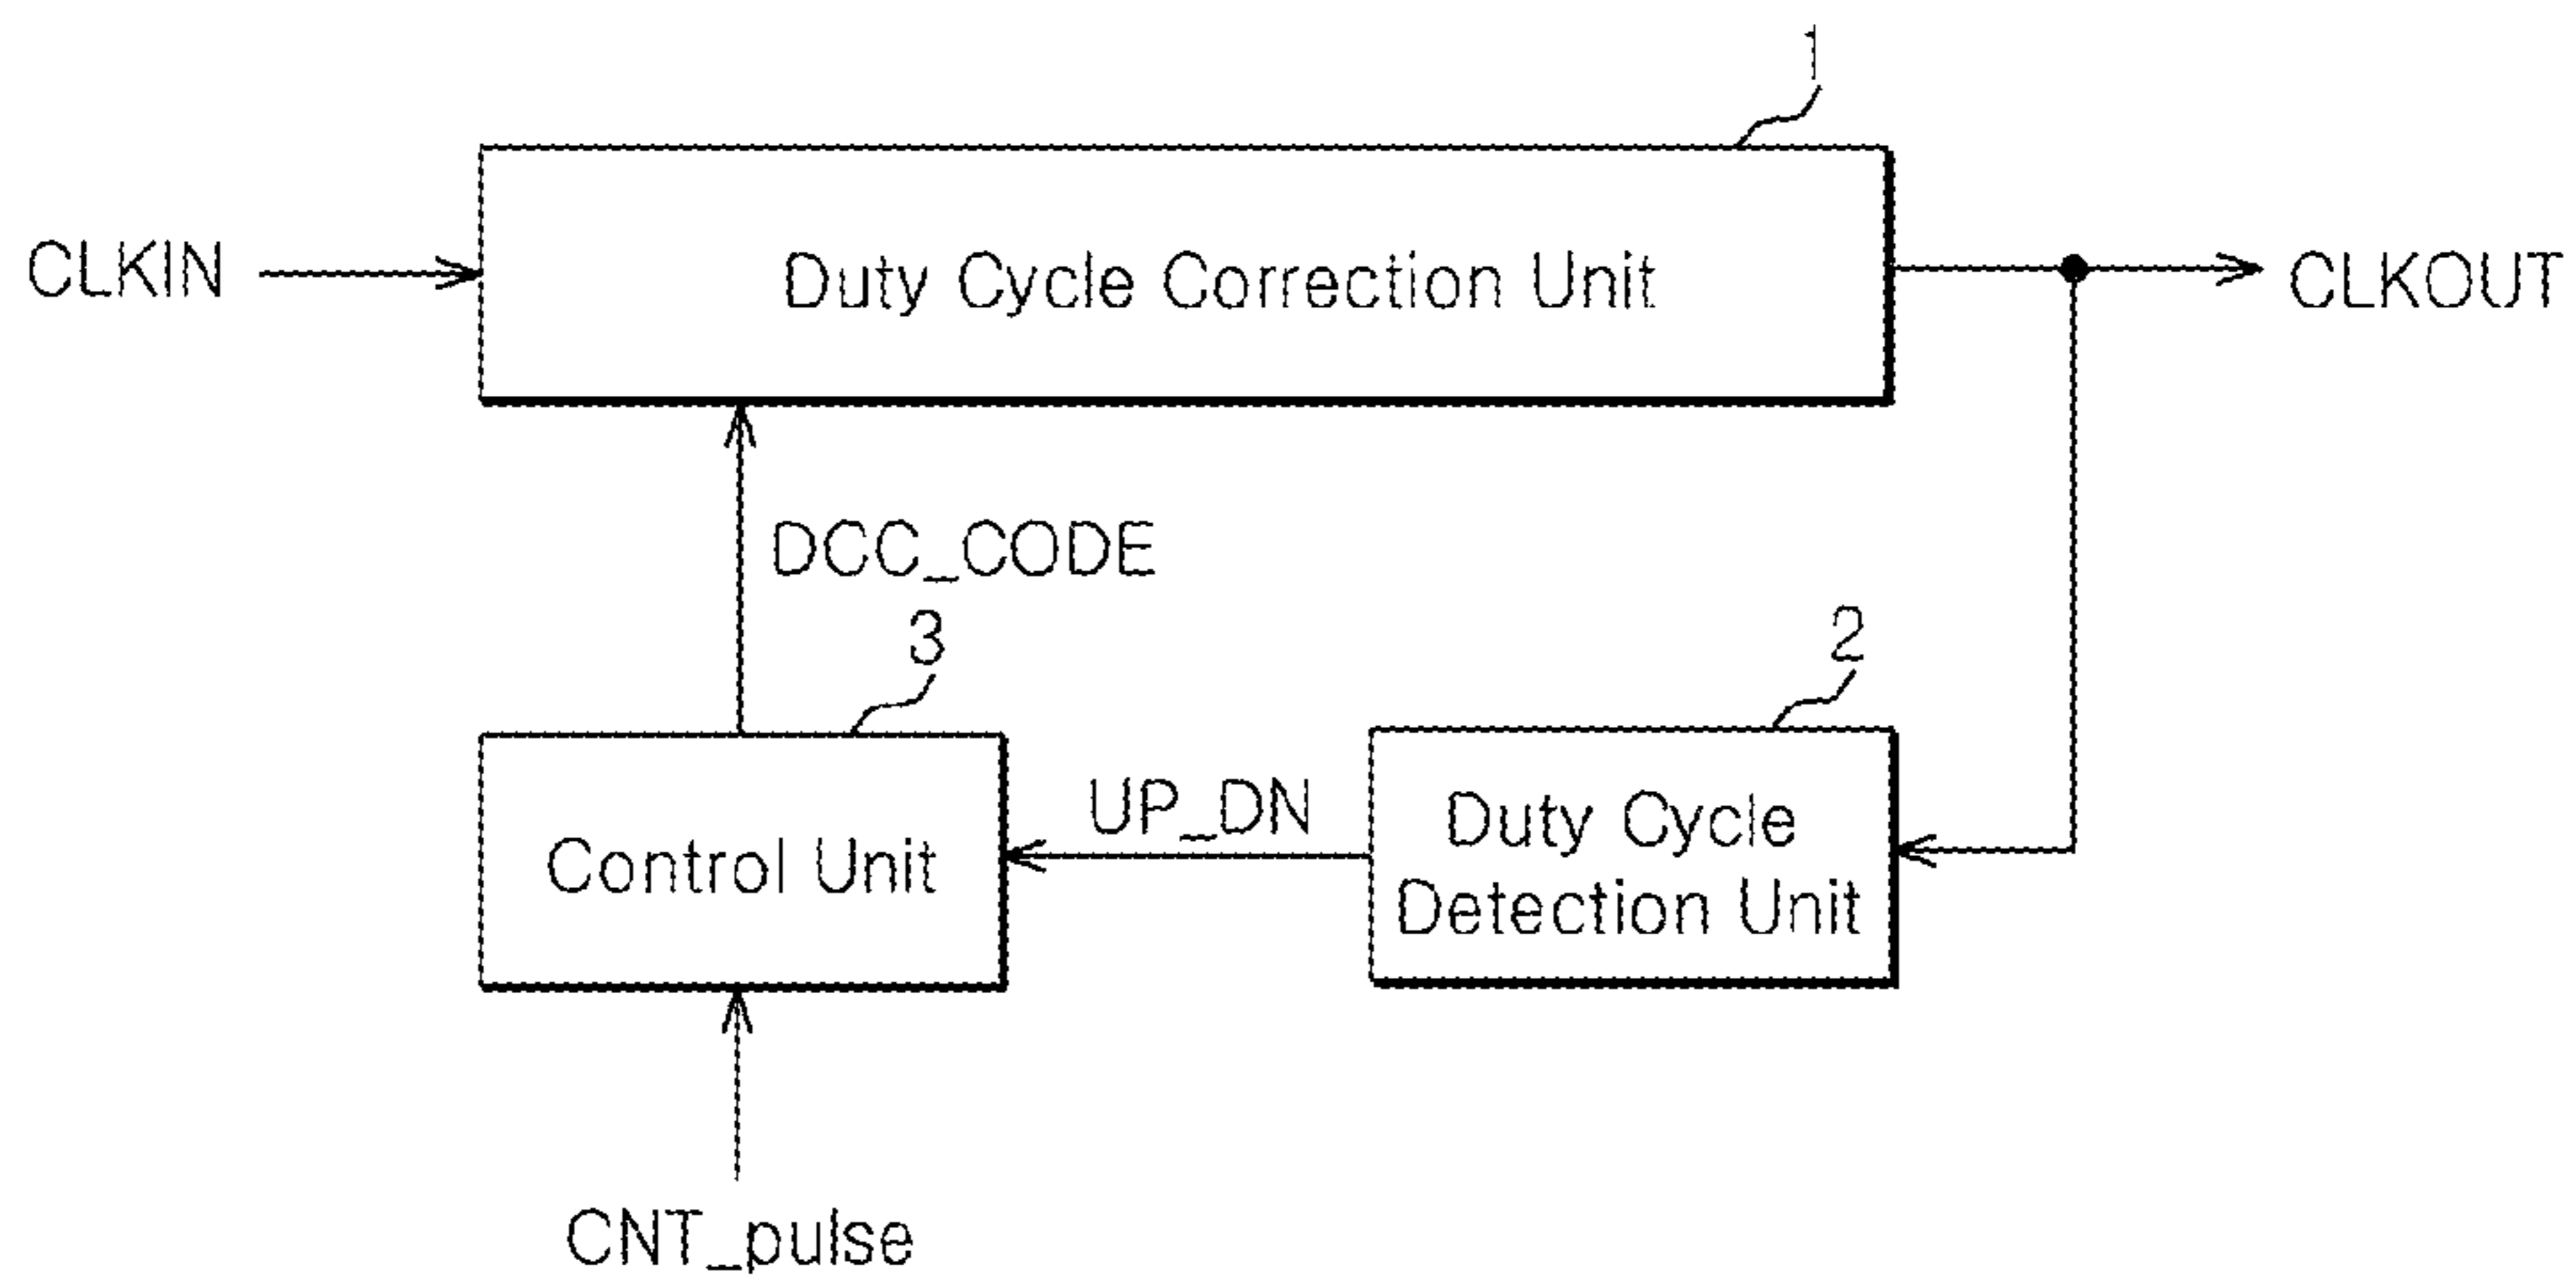 1
CLKIN
Duty Cycle Correction Unit
CLKOUT
DCC_CODE
3
2
UP_DN
Control Unit
Duty Cycle
Detection Unit
CNT_pulse